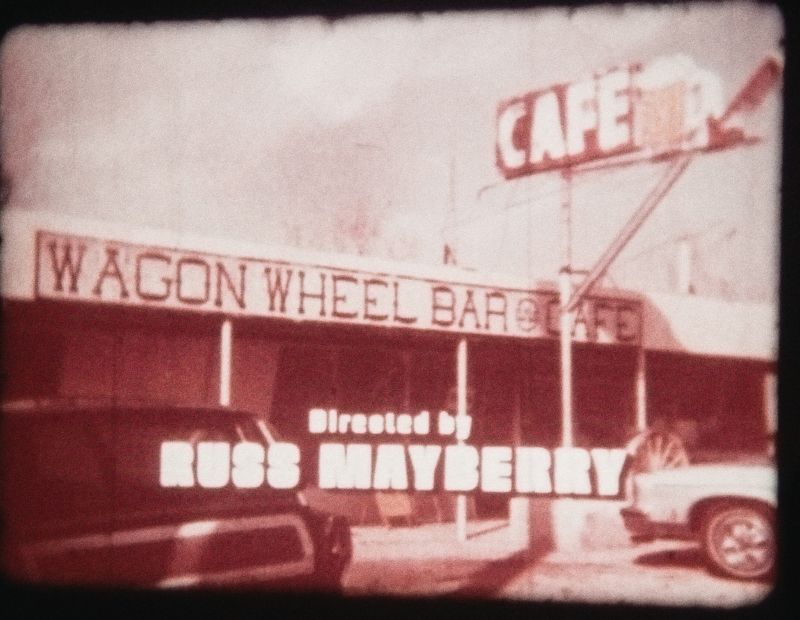 CAFE
WAGON WHEEL BAR & CAFE
Directed by
RUSS MAYBERRY